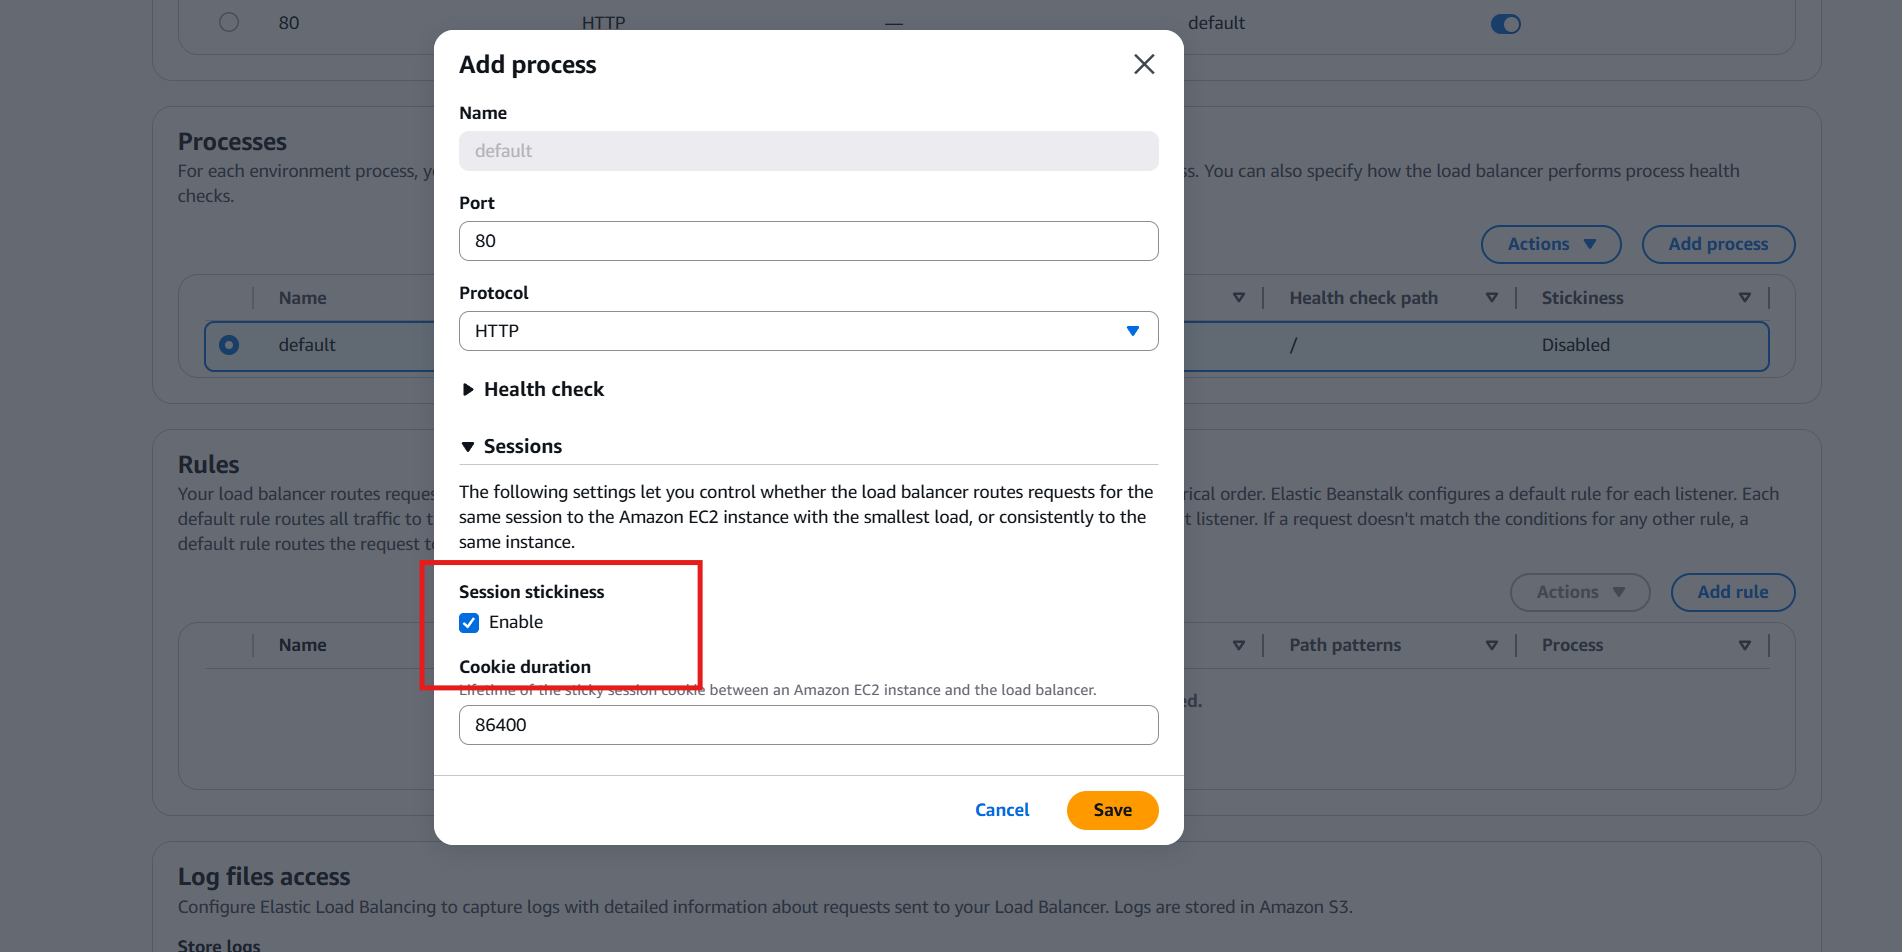 80 HTTP — default
Add process
Name
default
Port
80
Protocol
HTTP
Health check
Sessions
The following settings let you control whether the load balancer routes requests for the
same session to the Amazon EC2 instance with the smallest load, or consistently to the
same instance.
Session stickiness
Enable
Cookie duration
Lifetime of the sticky session cookie between an Amazon EC2 instance and the load balancer.
86400
Cancel Save
Processes
For each environment process, y s. You can also specify how the load balancer performs process health
checks.
Actions Add process
Name Health check path Stickiness
default / Disabled
Rules
Your load balancer routes reques rical order. Elastic Beanstalk configures a default rule for each listener. Each
default rule routes all traffic to t t listener. If a request doesn't match the conditions for any other rule, a
default rule routes the request t
Actions Add rule
Name Path patterns Process
ed.
Log files access
Configure Elastic Load Balancing to capture logs with detailed information about requests sent to your Load Balancer. Logs are stored in Amazon S3.
Store logs